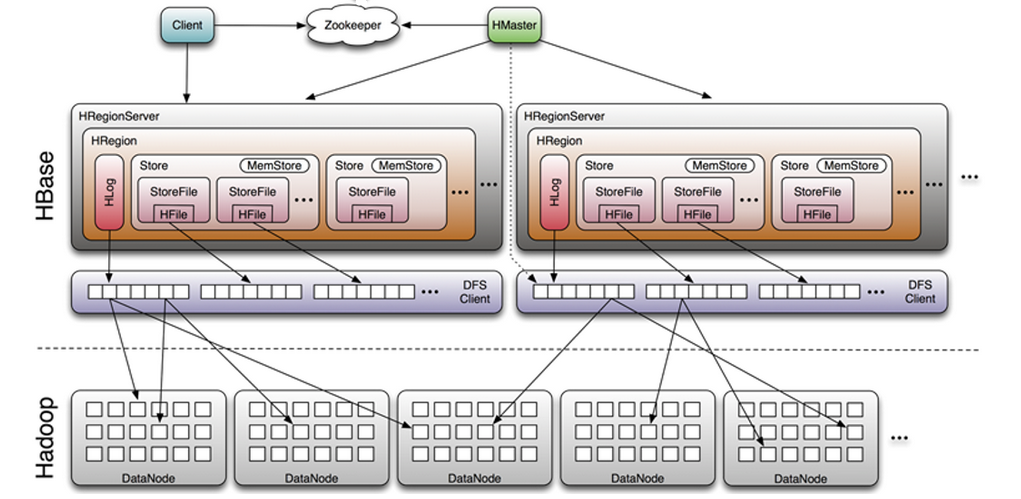 Client
Zookeeper
HMaster
HBase
HRegionServer
HRegion
HLog
Store
MemStore
StoreFile
HFile
StoreFile
HFile
...
Store
MemStore
StoreFile
HFile
...
...
HRegionServer
HRegion
HLog
Store
MemStore
StoreFile
HFile
StoreFile
HFile
...
Store
MemStore
StoreFile
HFile
...
...
...
...
DFS
Client
...
DFS
Client
Hadoop
DataNode
DataNode
DataNode
DataNode
DataNode
...